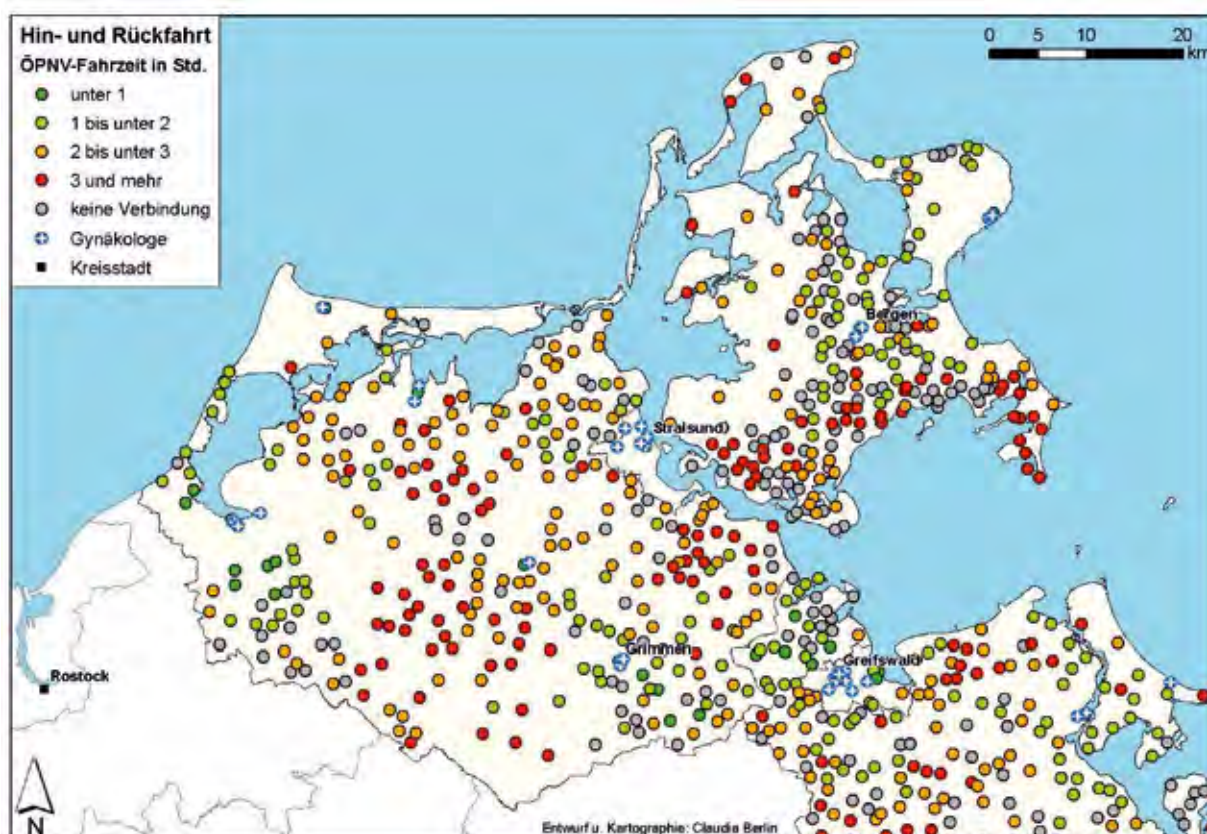 Hin- und Rückfahrt
ÖPNV-Fahrzeit in Std.
unter 1
1 bis unter 2
2 bis unter 3
3 und mehr
keine Verbindung
Gynäkologe
Kreisstadt
0 5 10 20
km
Bergen
Stralsund
Grimmen
Greifswald
Rostock
N
Entwurf u. Kartographie: Claudia Berlin